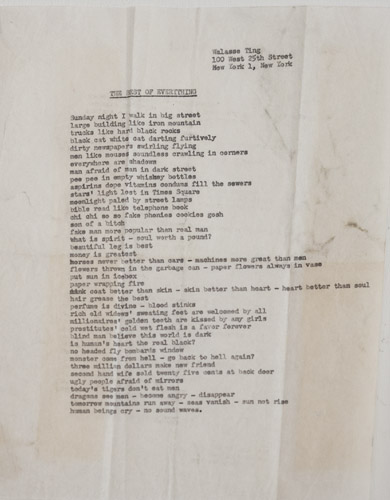 Walasse Ting
100 West 25th Street
New York 1, New York
THE BEST OF EVERYTHING
Sunday night I walk in big street
large building like iron mountain
trucks like hard black rocks
black cat white cat darting furtively
dirty newspapers swirling flying
men like mouses soundless crawling in corners
everywhere are shadows
man afraid of man in dark street
pee pee in empty whiskey bottles
aspirins dope vitamins condums fill the sewers
stars' light lost in Times Square
moonlight paled by street lamps
bible read like telephone book
chi chi so so fake phonies cookies gosh
son of a bitch
fake man more popular than real man
what is spirit - soul worth a pound?
beautiful leg is best
money is greatest
horses never better than cars - machines more great than men
flowers thrown in the garbage can - paper flowers always in vase
put man in icebox
paper wrapping fire
mink coat better than skin - skin better than heart - heart better than soul
hair grease the best
perfume is divine - blood stinks
rich old widows' sweating feet are welcomed by all
millionaires' golden teeth are kissed by any girls
prostitutes' cold wet flesh is a favor forever
blind man believe this world is dark
is human's heart the real black?
no headed fly bombards window
monster come from hell - go back to hell again?
three million dollars make new friend
second hand wife sold twenty five cents at back door
ugly people afraid of mirrors
today's tigers don't eat men
dragons see men - become angry - disappear
tomorrow mountains run away - seas vanish - sun not rise
human beings cry - no sound waves.